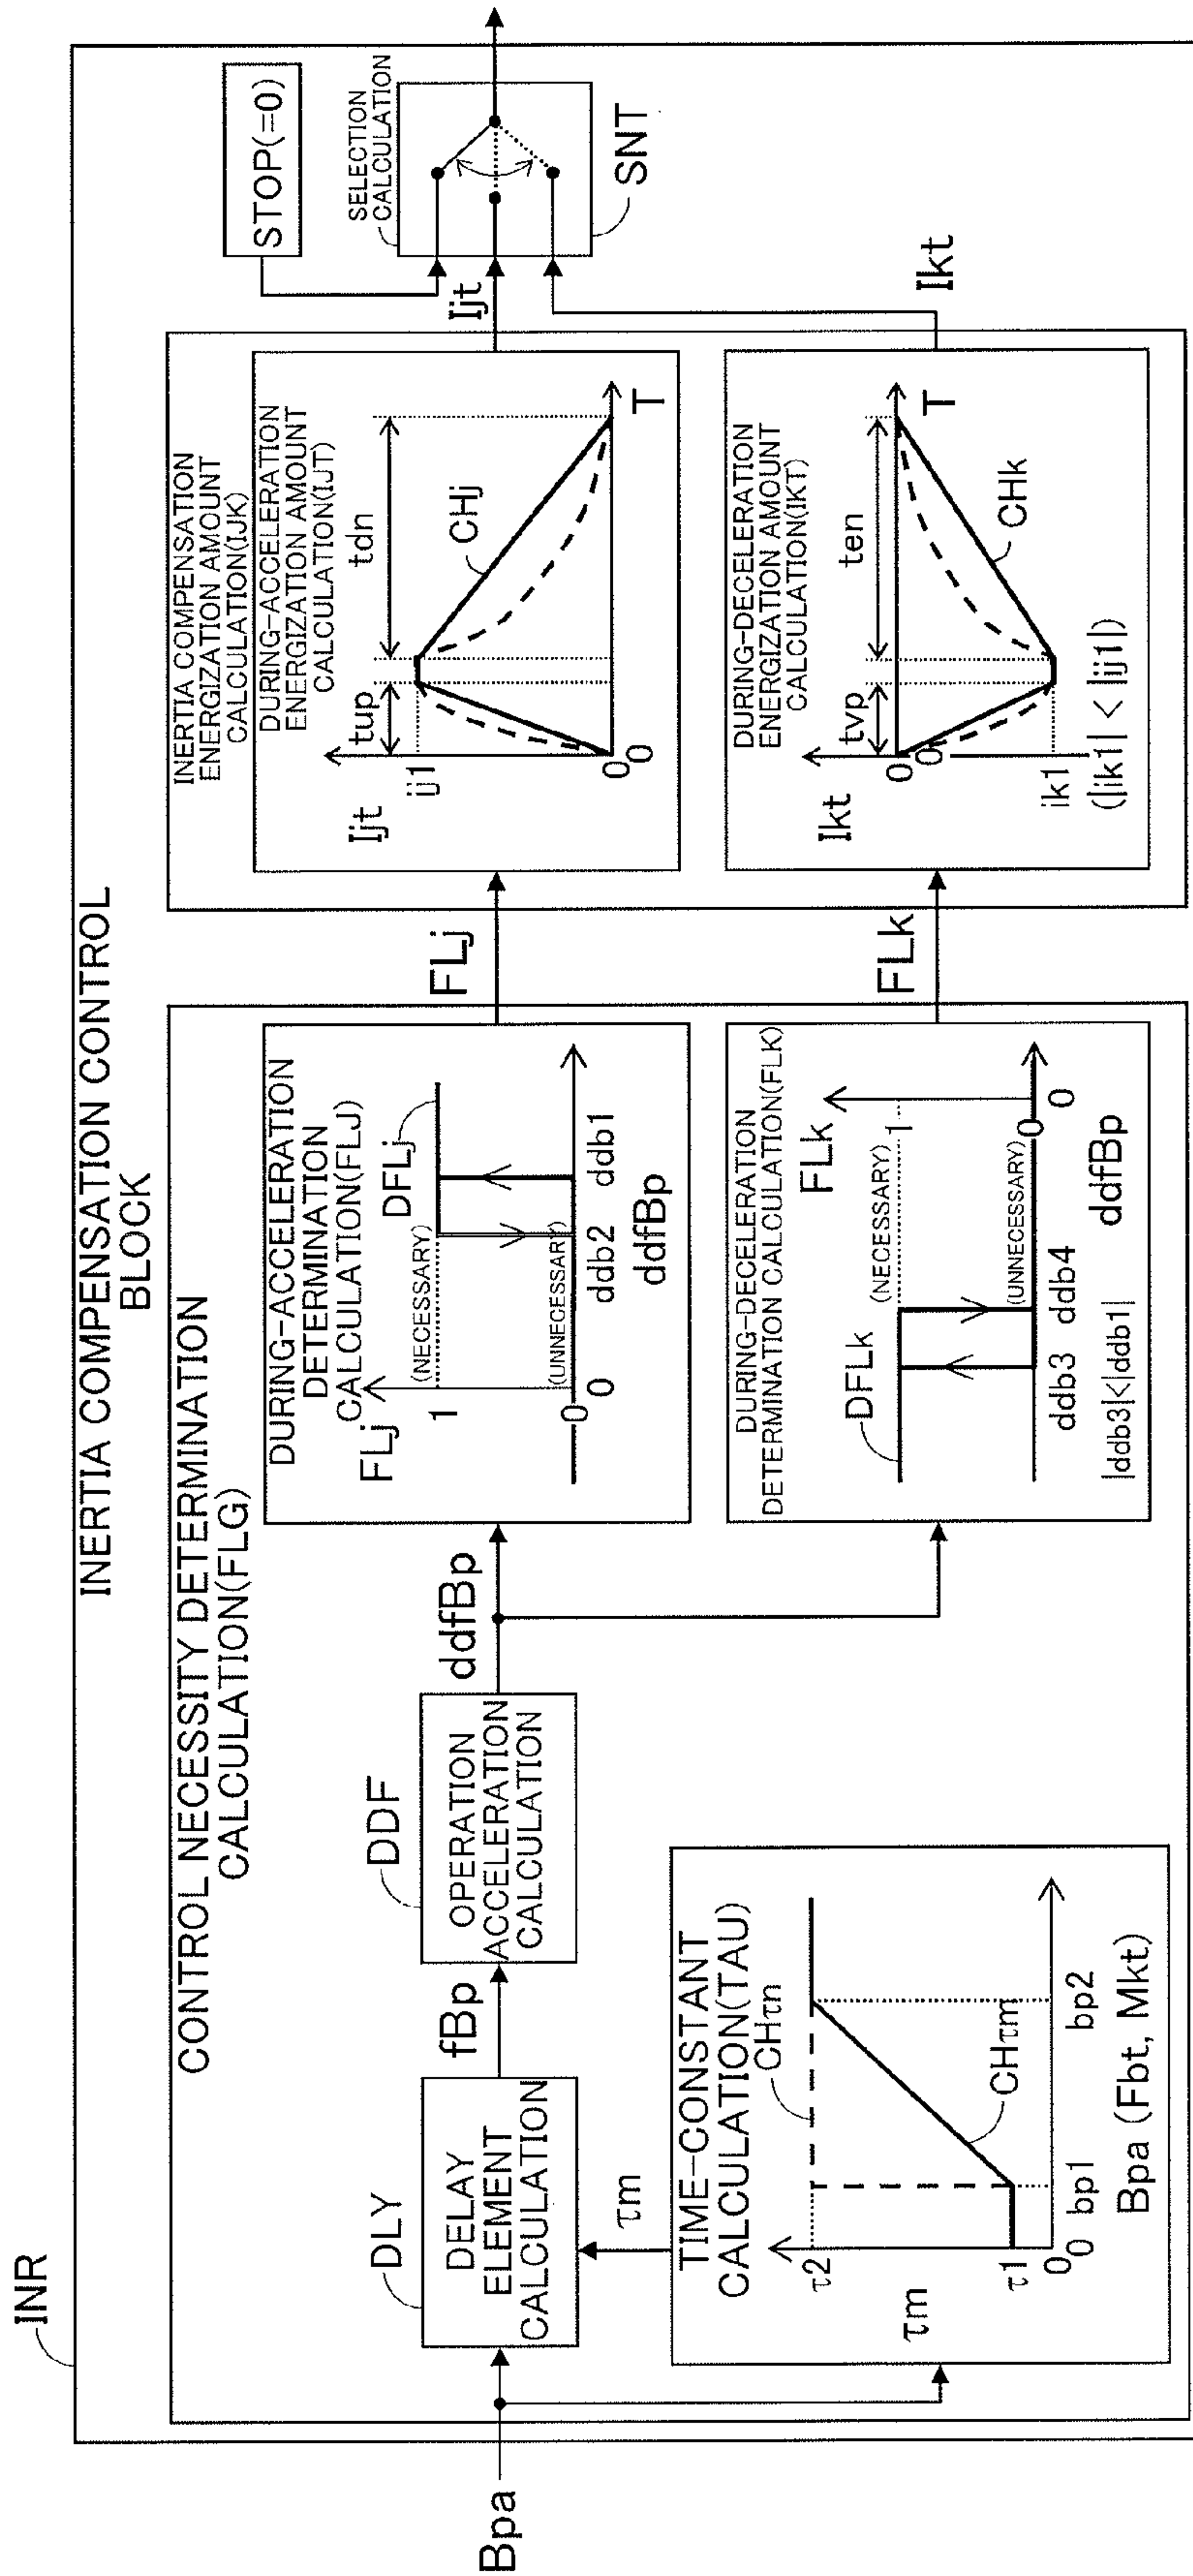 INR
INERTIA COMPENSATION CONTROL
BLOCK
CONTROL NECESSITY DETERMINATION
CALCULATION(FLG)
Bpa
DLY
DELAY
ELEMENT
CALCULATION
fBp
DDF
OPERATION
ACCELERATION
CALCULATION
ddfBp
τm
TIME-CONSTANT
CALCULATION(TAU)
CHτn
τ2
τm
τ1
CHτm
0
0 bp1 bp2
Bpa (Fbt, Mkt)
DURING-ACCELERATION
DETERMINATION
CALCULATION(FLJ)
FLj
1
(NECESSARY)
DFLj
0
(UNNECESSARY)
0 ddb2 ddb1
ddfBp
DURING-DECELERATION
DETERMINATION CALCULATION(FLK)
FLk
DFLk
(NECESSARY)
1
(UNNECESSARY)
0
ddb3 ddb4 0
|ddb3|<|ddb1|
ddfBp
FLj
FLk
INERTIA COMPENSATION
ENERGIZATION AMOUNT
CALCULATION(IJK)
DURING-ACCELERATION
ENERGIZATION AMOUNT
CALCULATION(IJT)
Ijt
ij1
tup
tdn
CHj
0
0
T
DURING-DECELERATION
ENERGIZATION AMOUNT
CALCULATION(IKT)
Ikt
0
0
tvp
ten
T
CHk
ik1
(|ik1| < |ij1|)
STOP(=0)
Ijt
Ikt
SELECTION
CALCULATION
SNT